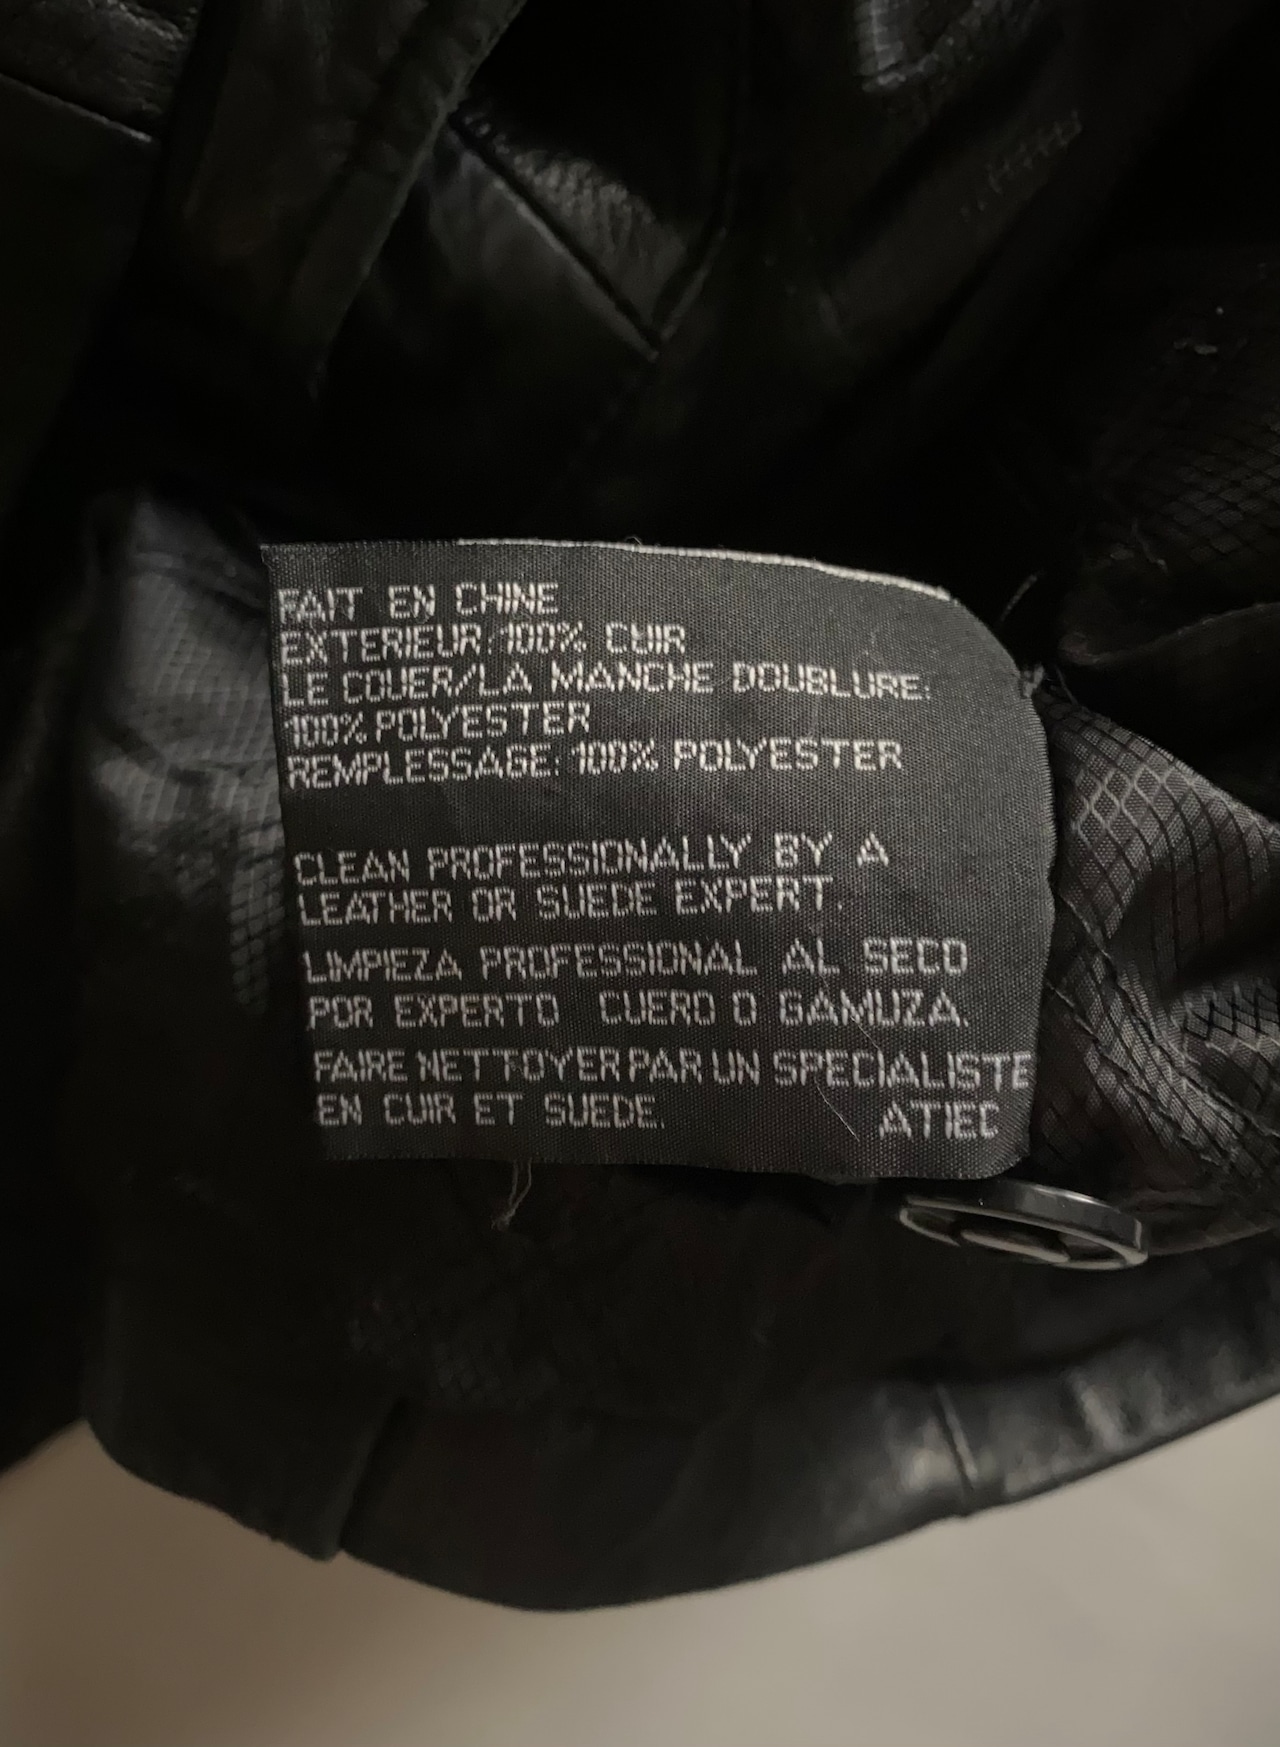 FAIT EN CHINE
EXTERIEUR: 100% CUIR
LE COUER/LA MANCHE DOUBLURE:
100% POLYESTER
REMPLESSAGE: 100% POLYESTER
CLEAN PROFESSIONALLY BY A
LEATHER OR SUEDE EXPERT.
LIMPIEZA PROFESSIONAL AL SECO
POR EXPERTO CUERO O GAMUZA.
FAIRE NETTOYER PAR UN SPECIALISTE
EN CUIR ET SUEDE. ATIEC